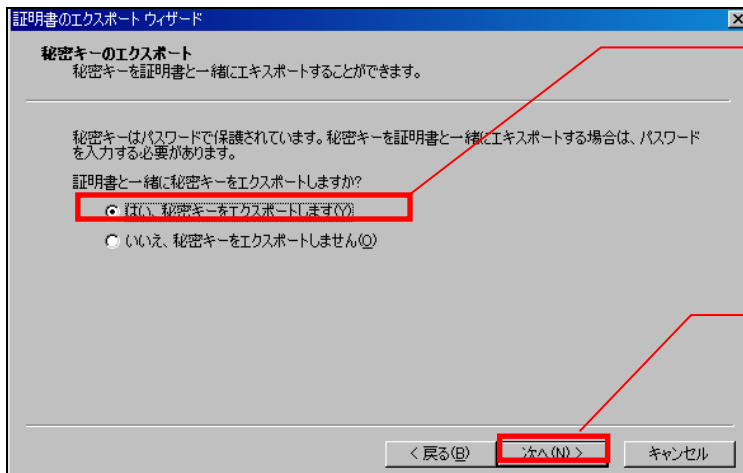 証明書のエクスポート ウィザード
秘密キーのエクスポート
秘密キーを証明書と一緒にエキスポートすることができます。
秘密キーはパスワードで保護されています。秘密キーを証明書と一緒にエキスポートする場合は、パスワード
を入力する必要があります。
証明書と一緒に秘密キーをエクスポートしますか?
はい、秘密キーをエクスポートします(Y)
いいえ、秘密キーをエクスポートしません(O)
< 戻る(B)
次へ(N) >
キャンセル